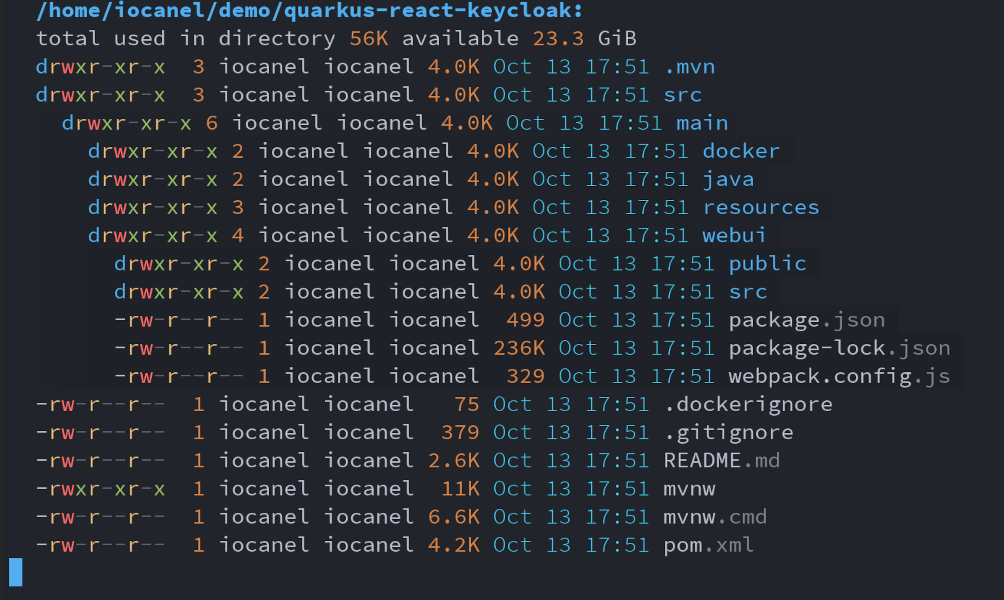 /home/iocanel/demo/quarkus-react-keycloak:
total used in directory 56K available 23.3 GiB
drwxr-xr-x  3 iocanel iocanel 4.0K Oct 13 17:51 .mvn
drwxr-xr-x  3 iocanel iocanel 4.0K Oct 13 17:51 src
  drwxr-xr-x 6 iocanel iocanel 4.0K Oct 13 17:51 main
    drwxr-xr-x 2 iocanel iocanel 4.0K Oct 13 17:51 docker
    drwxr-xr-x 2 iocanel iocanel 4.0K Oct 13 17:51 java
    drwxr-xr-x 3 iocanel iocanel 4.0K Oct 13 17:51 resources
    drwxr-xr-x 4 iocanel iocanel 4.0K Oct 13 17:51 webui
      drwxr-xr-x 2 iocanel iocanel 4.0K Oct 13 17:51 public
      drwxr-xr-x 2 iocanel iocanel 4.0K Oct 13 17:51 src
      -rw-r--r-- 1 iocanel iocanel  499 Oct 13 17:51 package.json
      -rw-r--r-- 1 iocanel iocanel 236K Oct 13 17:51 package-lock.json
      -rw-r--r-- 1 iocanel iocanel  329 Oct 13 17:51 webpack.config.js
-rw-r--r--  1 iocanel iocanel   75 Oct 13 17:51 .dockerignore
-rw-r--r--  1 iocanel iocanel  379 Oct 13 17:51 .gitignore
-rw-r--r--  1 iocanel iocanel 2.6K Oct 13 17:51 README.md
-rwxr-xr-x  1 iocanel iocanel  11K Oct 13 17:51 mvnw
-rw-r--r--  1 iocanel iocanel 6.6K Oct 13 17:51 mvnw.cmd
-rw-r--r--  1 iocanel iocanel 4.2K Oct 13 17:51 pom.xml